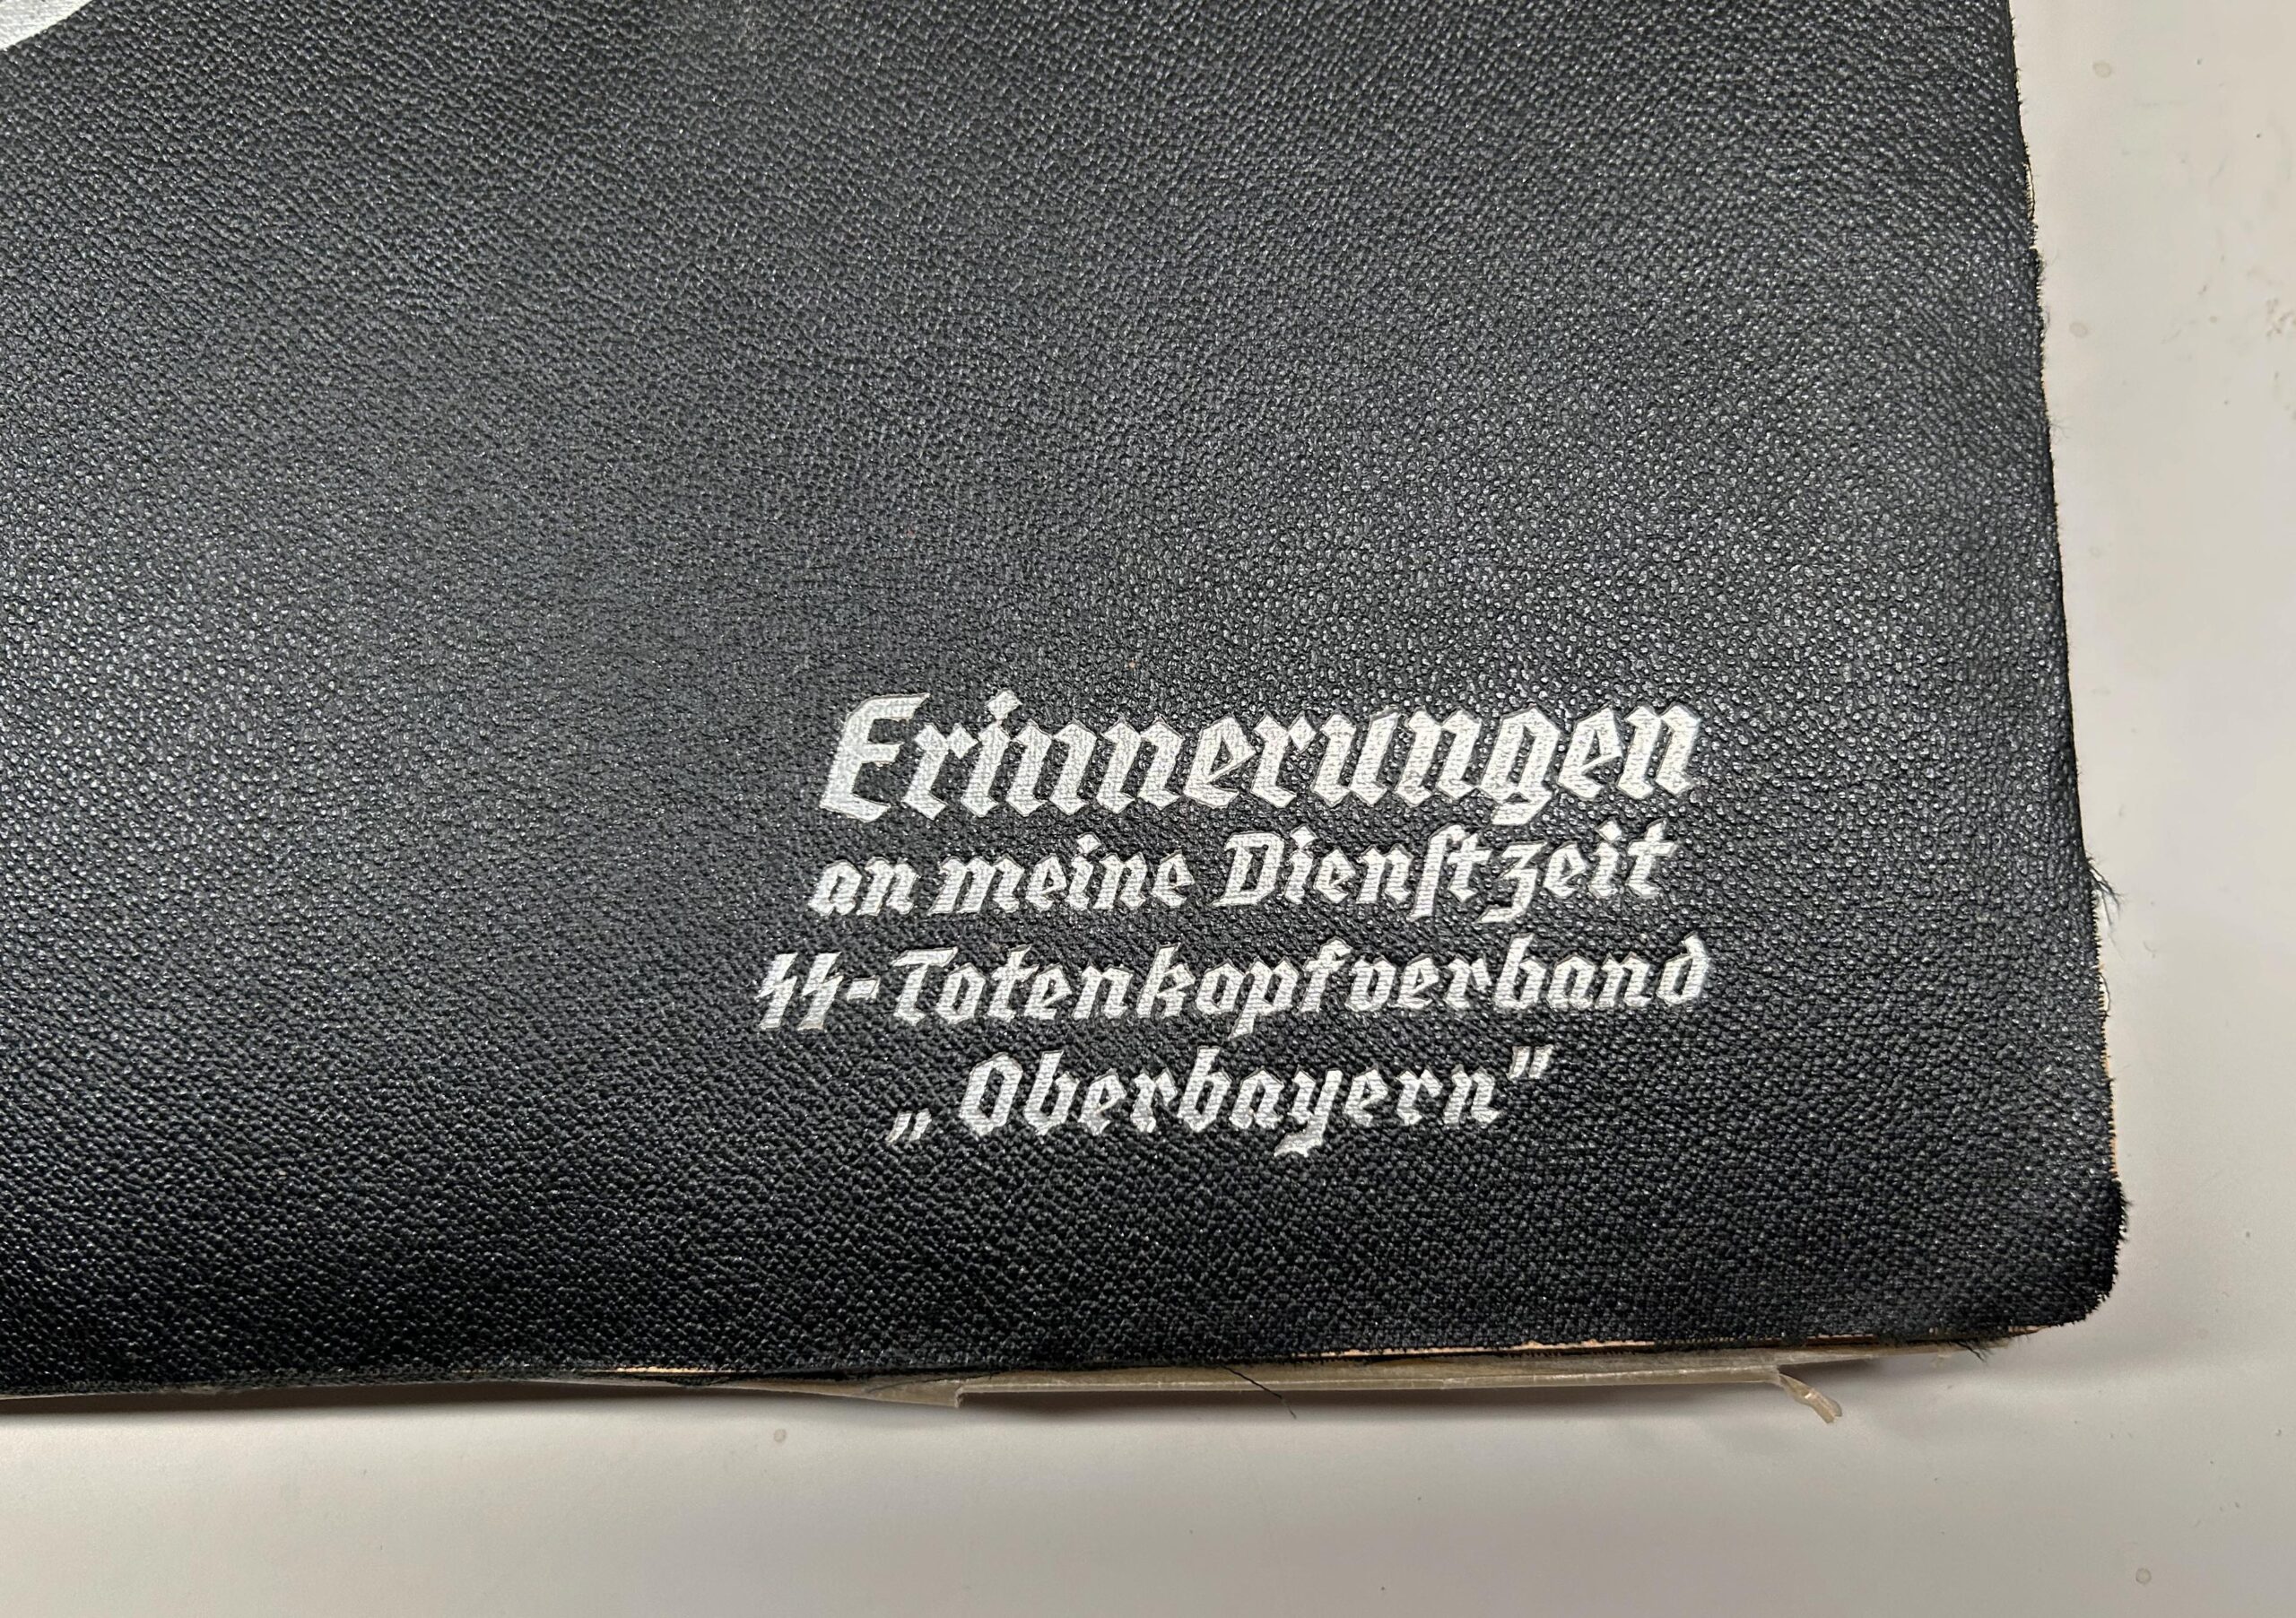 Erinnerungen
an meine Dienstzeit
SS-Totenkopfverband
„Oberbayern"